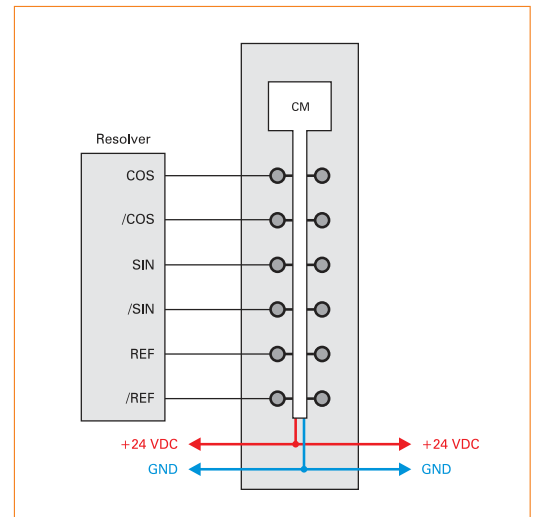 CM
Resolver
COS
/COS
SIN
/SIN
REF
/REF
+24 VDC +24 VDC
GND GND